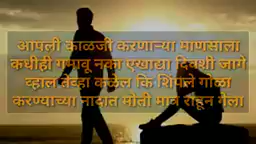 आपली काळजी करणाऱ्या माणसाला
कधीही गमावू नका एखाद्या दिवशी जागे
व्हाल तेव्हा कळेल कि शिंपले गोळा
करण्याच्या नादात मोती मात्र राहून गेला